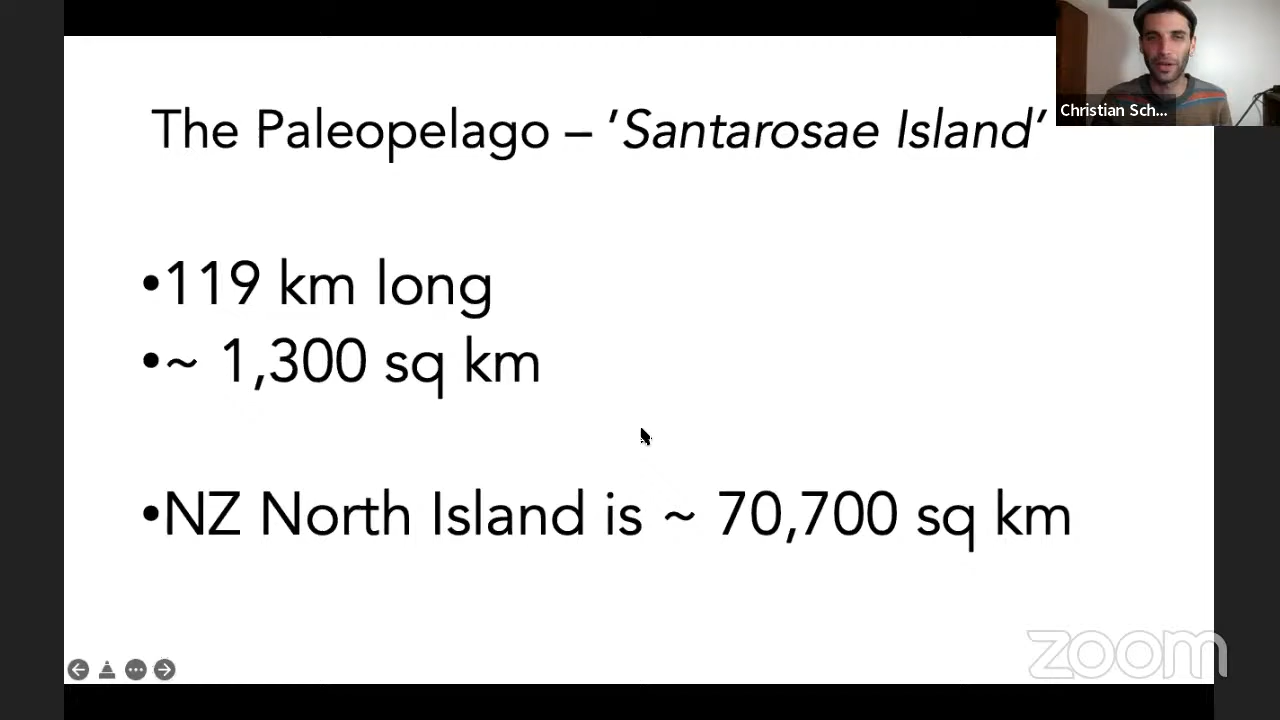 The Paleopelago – ’Santarosae Island’
Christian Sch...
•119 km long
•~ 1,300 sq km
•NZ North Island is ~ 70,700 sq km
zoom